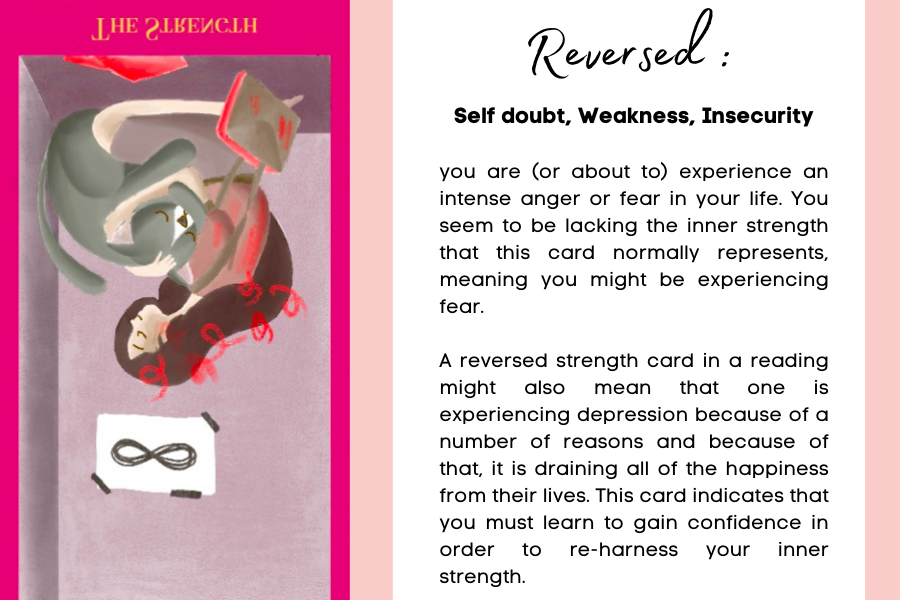 THE STRENGTH
Reversed :
Self doubt, Weakness, Insecurity
you are (or about to) experience an
intense anger or fear in your life. You
seem to be lacking the inner strength
that this card normally represents,
meaning you might be experiencing
fear.
A reversed strength card in a reading
might also mean that one is
experiencing depression because of a
number of reasons and because of
that, it is draining all of the happiness
from their lives. This card indicates that
you must learn to gain confidence in
order to re-harness your inner
strength.